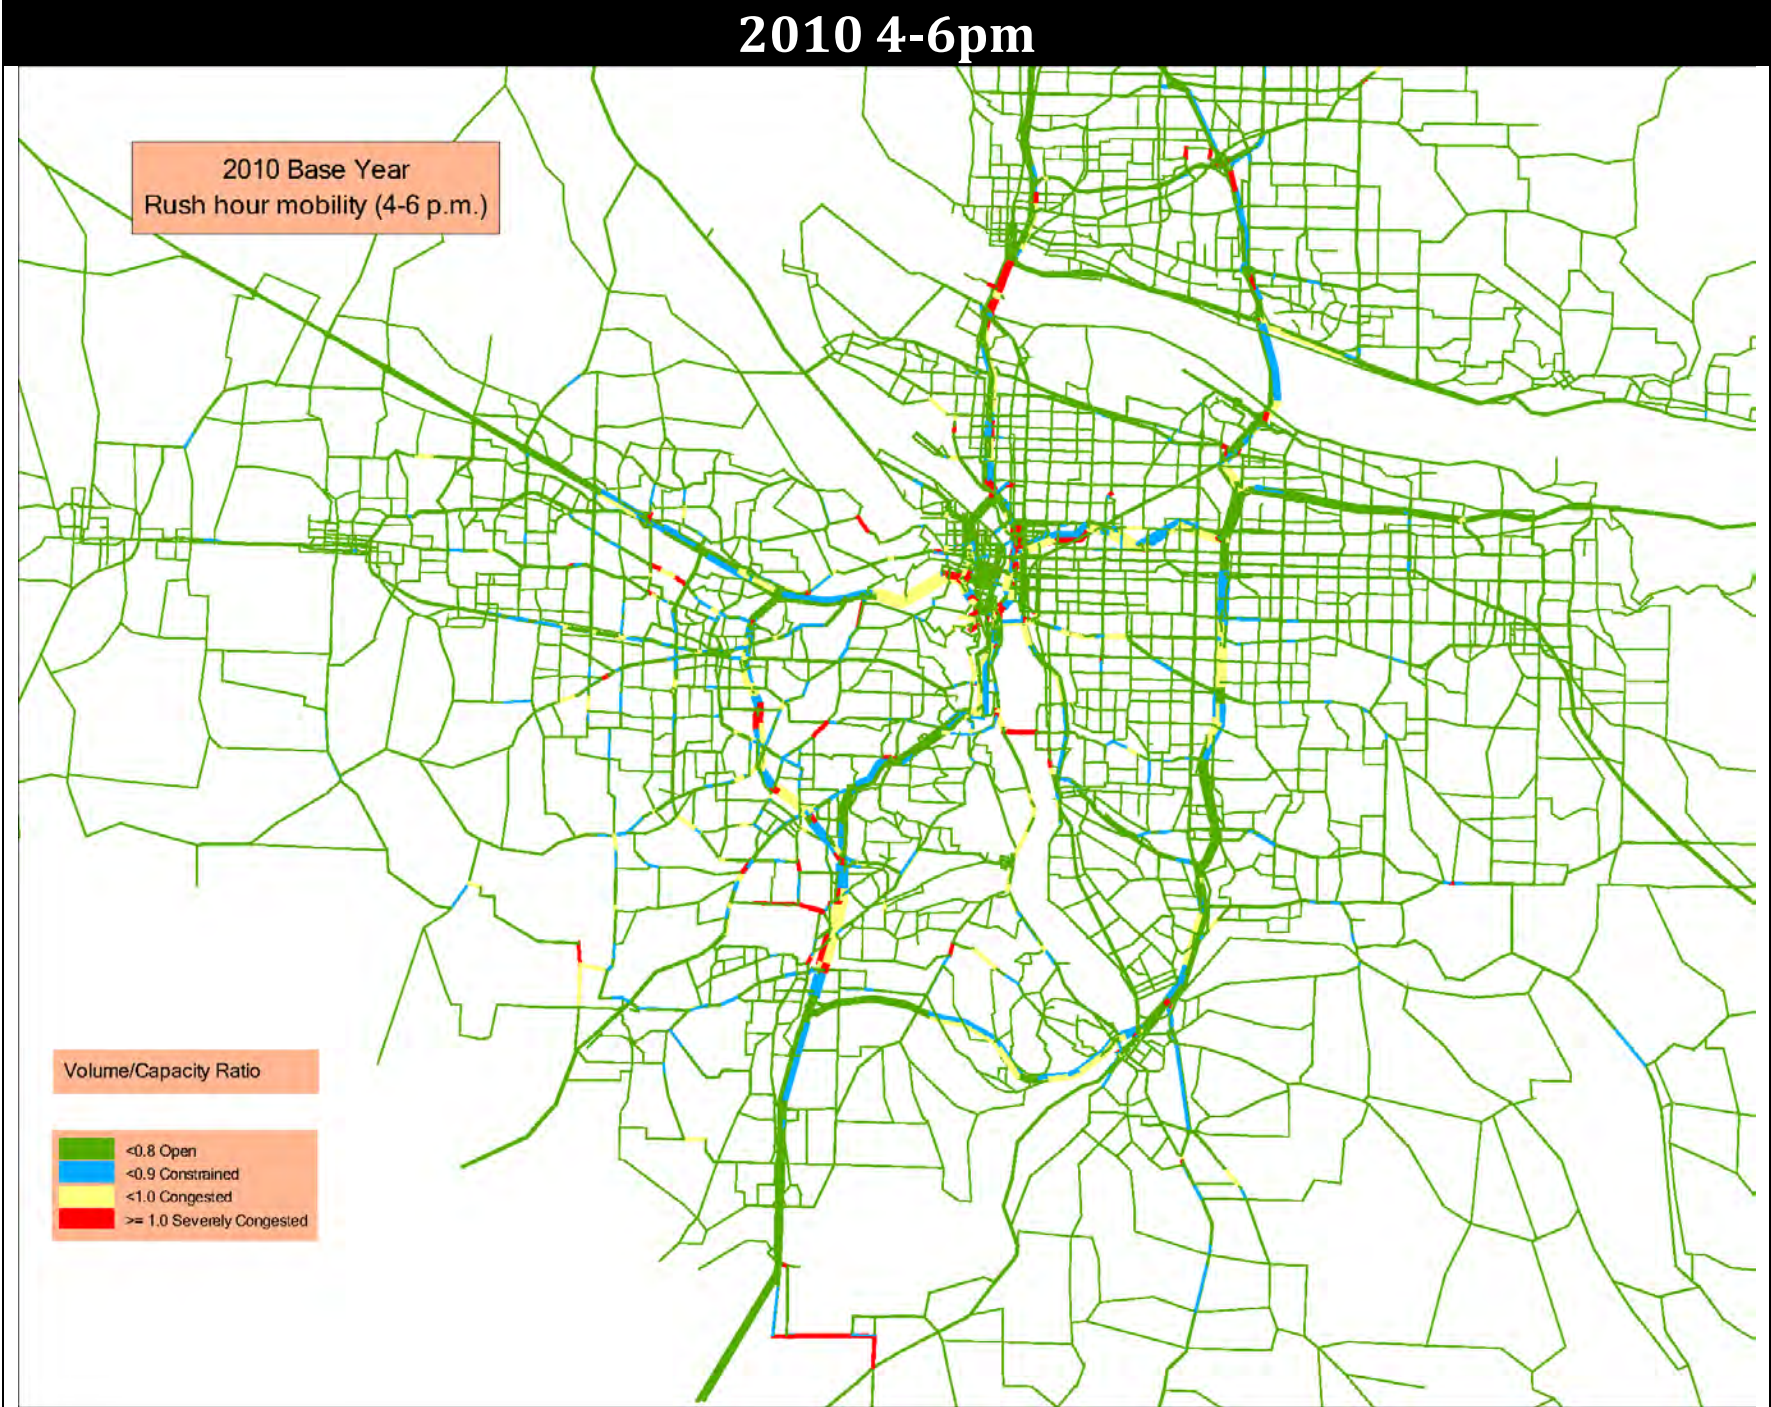 2010 4-6pm
2010 Base Year
Rush hour mobility (4-6 p.m.)
Volume/Capacity Ratio
<0.8 Open
<0.9 Constrained
<1.0 Congested
>= 1.0 Severely Congested